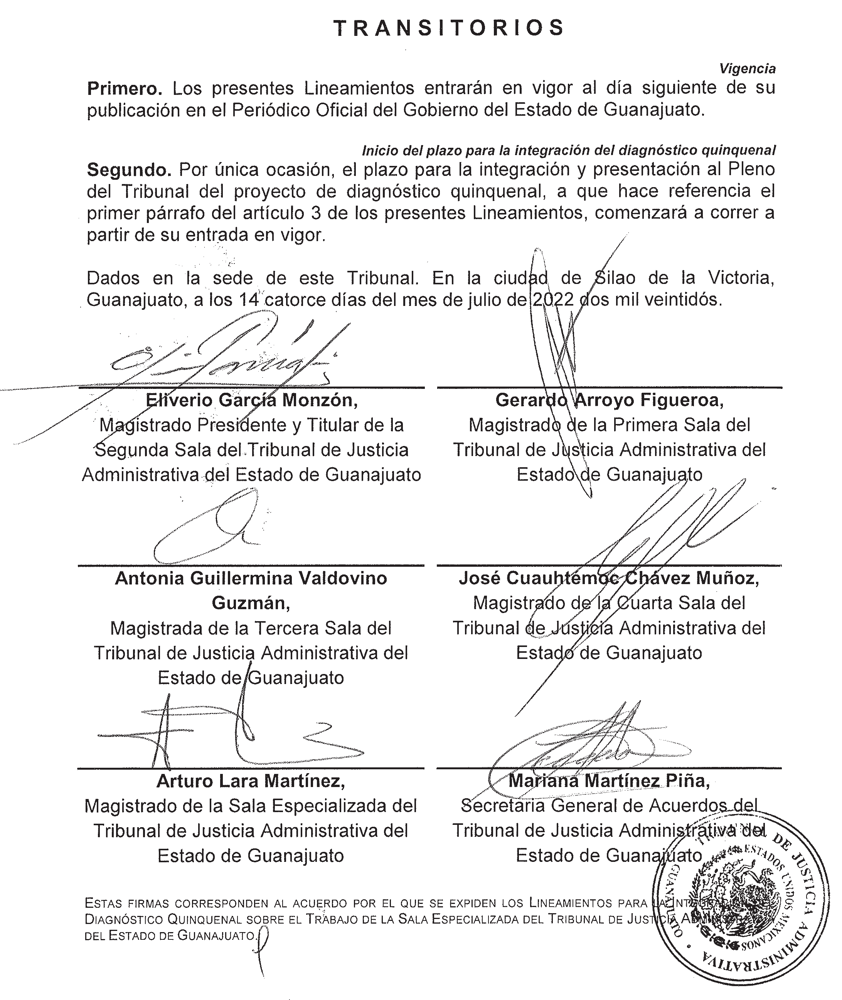 TRANSITORIOS
Vigencia
Primero. Los presentes Lineamientos entrarán en vigor al día siguiente de su
publicación en el Periódico Oficial del Gobierno del Estado de Guanajuato.
Inicio del plazo para la integración del diagnóstico quinquenal
Segundo. Por única ocasión, el plazo para la integración y presentación al Pleno
del Tribunal del proyecto de diagnóstico quinquenal, a que hace referencia el
primer párrafo del artículo 3 de los presentes Lineamientos, comenzará a correr a
partir de su entrada en vigor.
Dados en la sede de este Tribunal. En la ciudad de Silao de la Victoria,
Guanajuato, a los 14 catorce días del mes de julio de 2022 dos mil veintidós.
Eliverio García Monzón,
Magistrado Presidente y Titular de la
Segunda Sala del Tribunal de Justicia
Administrativa del Estado de Guanajuato
Gerardo Arroyo Figueroa,
Magistrado de la Primera Sala del
Tribunal de Justicia Administrativa del
Estado de Guanajuato
Antonia Guillermina Valdovino
Guzmán,
Magistrada de la Tercera Sala del
Tribunal de Justicia Administrativa del
Estado de Guanajuato
José Cuauhtémoc Chávez Muñoz,
Magistrado de la Cuarta Sala del
Tribunal de Justicia Administrativa del
Estado de Guanajuato
Arturo Lara Martínez,
Magistrado de la Sala Especializada del
Tribunal de Justicia Administrativa del
Estado de Guanajuato
Mariana Martínez Piña,
Secretaria General de Acuerdos del
Tribunal de Justicia Administrativa del
Estado de Guanajuato
ESTAS FIRMAS CORRESPONDEN AL ACUERDO POR EL QUE SE EXPIDEN LOS LINEAMIENTOS PARA LA INTEGRACIÓN
DIAGNÓSTICO QUINQUENAL SOBRE EL TRABAJO DE LA SALA ESPECIALIZADA DEL TRIBUNAL DE JUSTICIA ADMINISTRATIVA
DEL ESTADO DE GUANAJUATO.
TRIBUNAL DE JUSTICIA ADMINISTRATIVA
GUANAJUATO
ESTADOS UNIDOS MEXICANOS